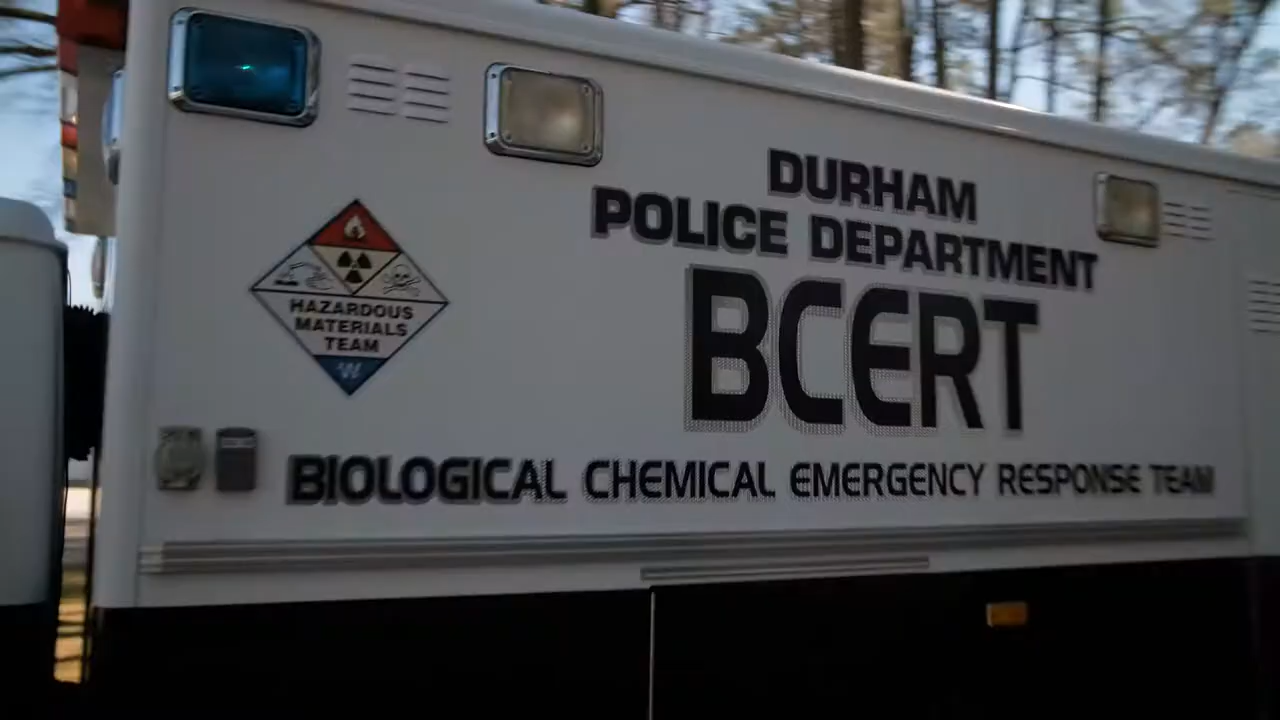 DURHAM
POLICE DEPARTMENT
BCERT
HAZARDOUS
MATERIALS
TEAM
BIOLOGICAL CHEMICAL EMERGENCY RESPONSE TEAM